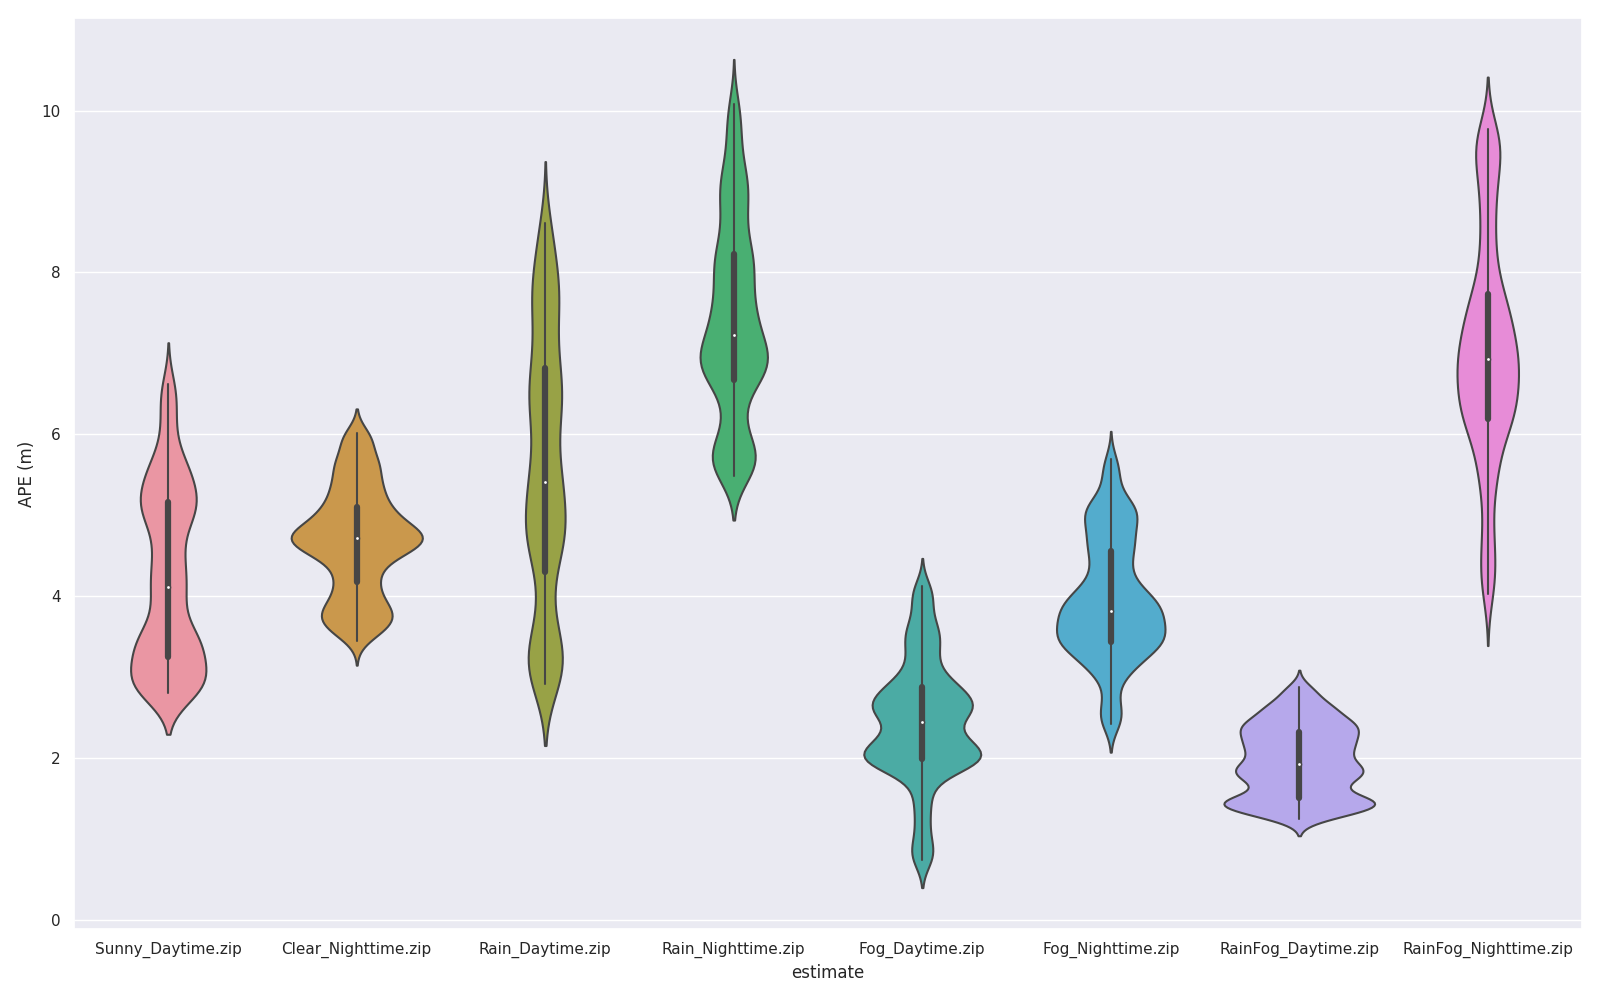 APE (m)
10
8
6
4
2
0
Sunny_Daytime.zip
Clear_Nighttime.zip
Rain_Daytime.zip
Rain_Nighttime.zip
Fog_Daytime.zip
Fog_Nighttime.zip
RainFog_Daytime.zip
RainFog_Nighttime.zip
estimate